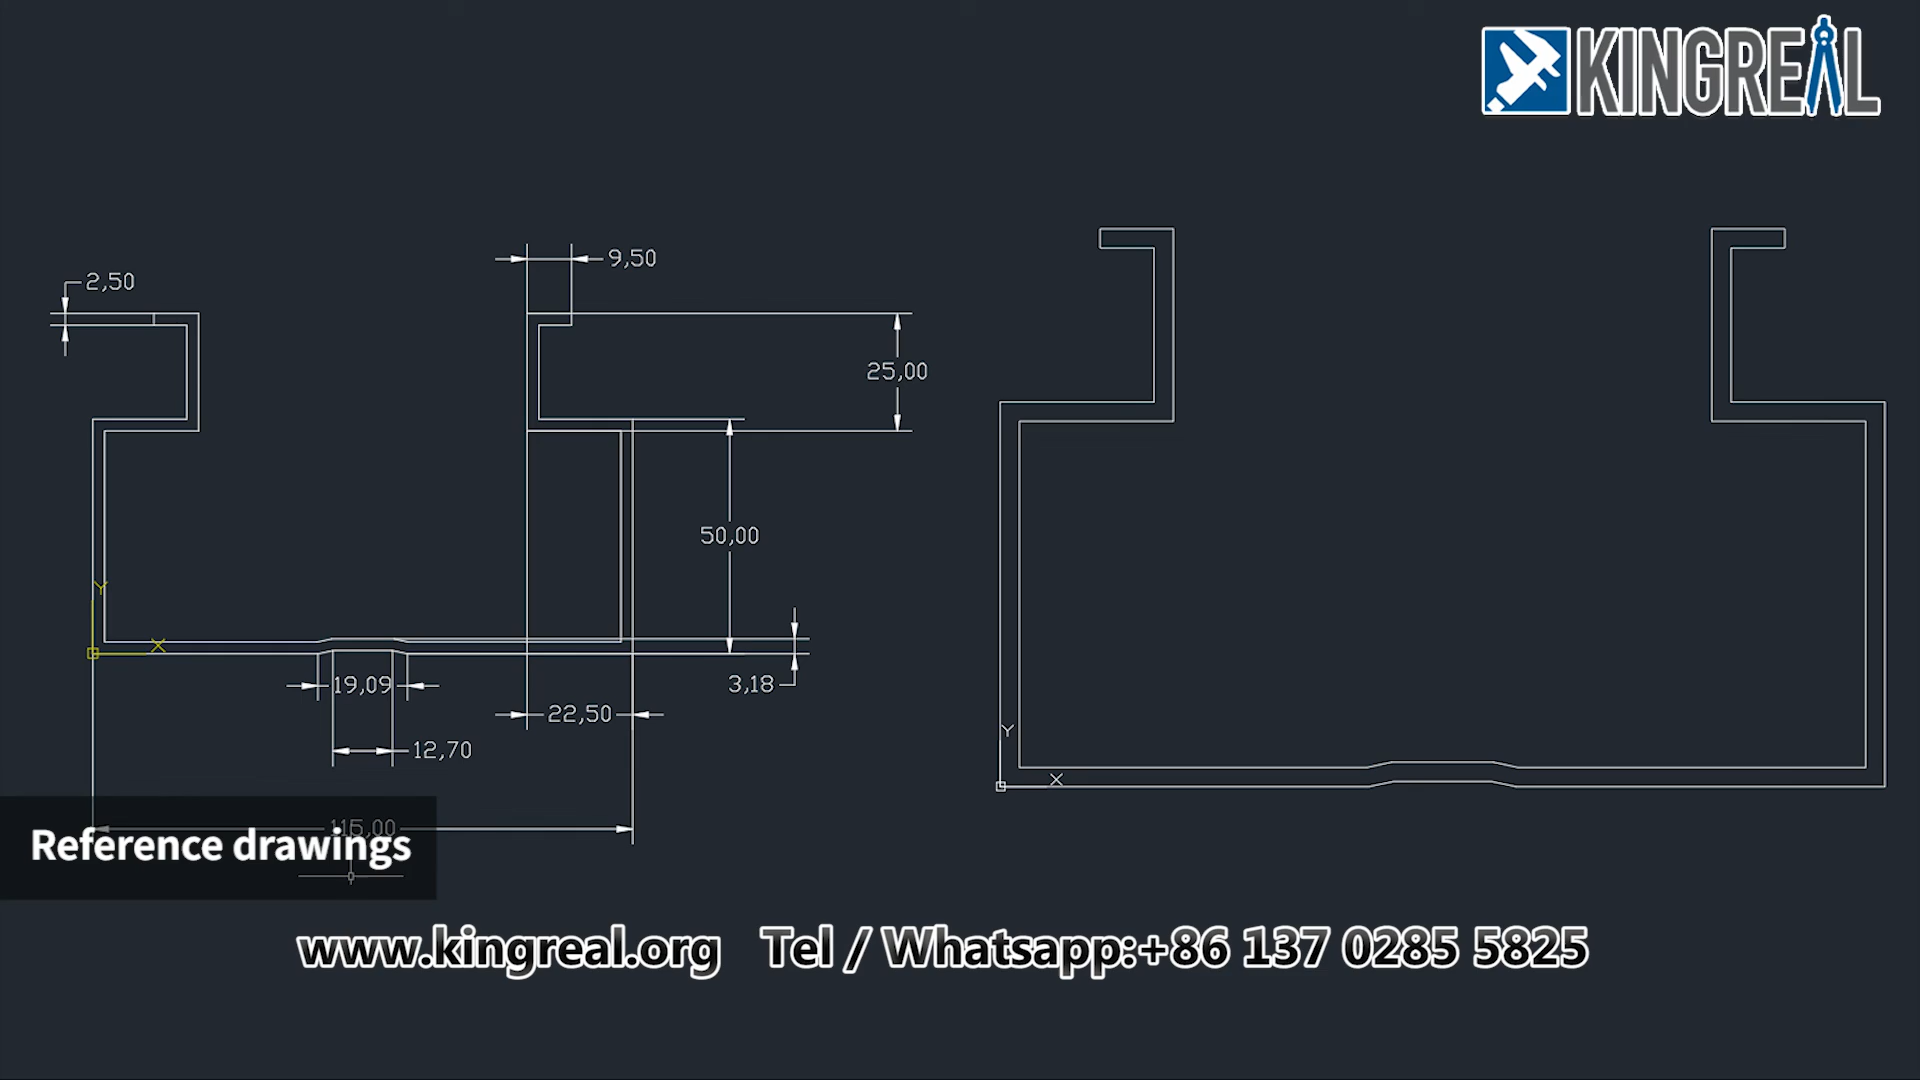 KINGREAL
9,50
2,50
25,00
50,00
Y
X
19,09
3,18
22,50
12,70
Y
X
115,00
Reference drawings
www.kingreal.org Tel / Whatsapp:+86 137 0285 5825